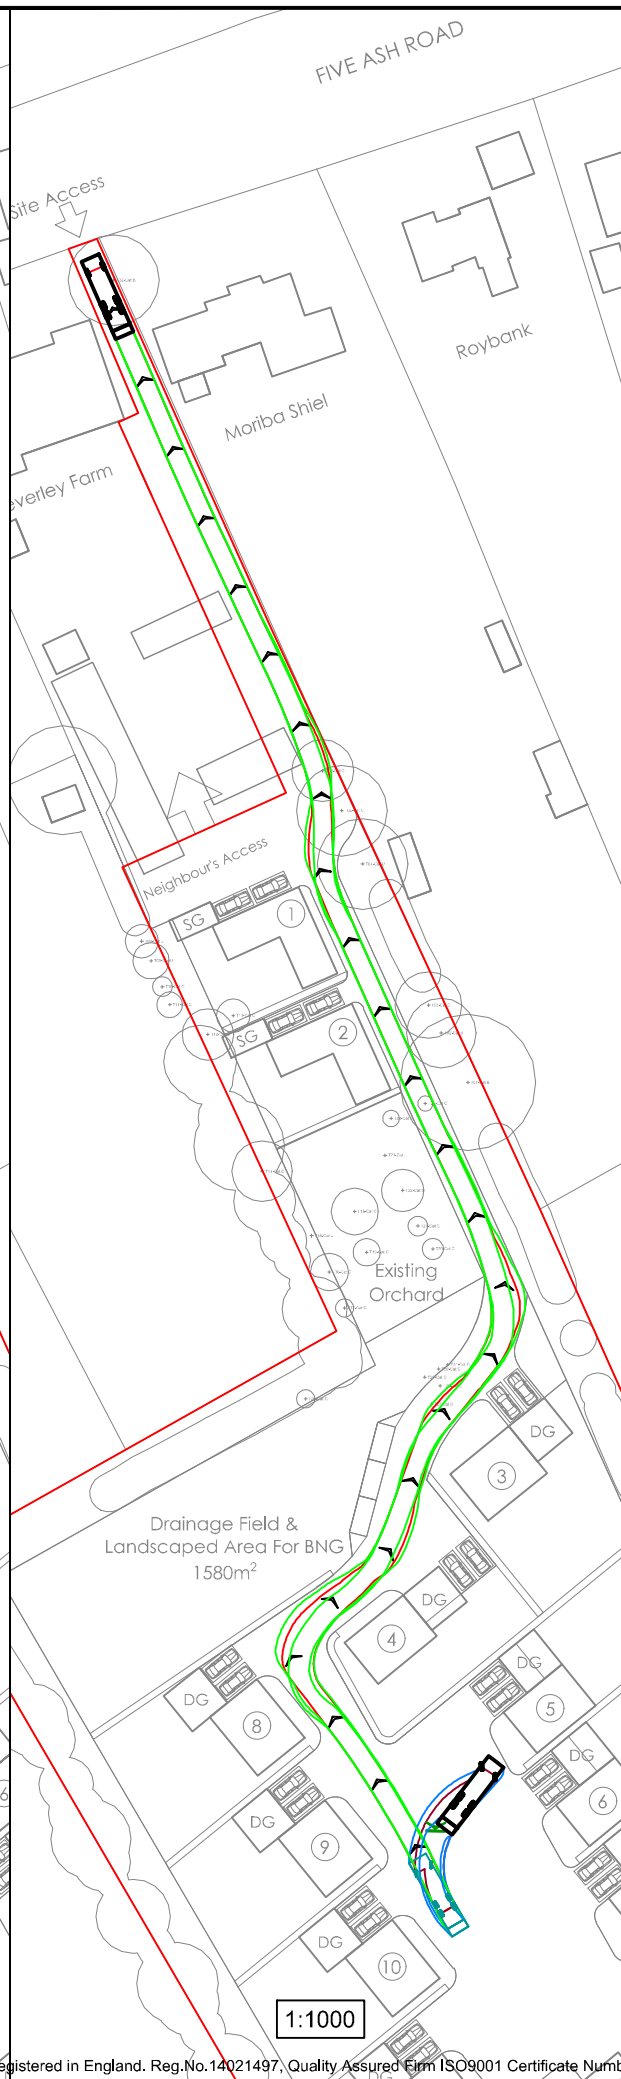 FIVE ASH ROAD
Site Access
Roybank
Moriba Shiel
everley Farm
Neighbour's Access
SG
1
SG
2
Existing
Orchard
DG
3
Drainage Field &
Landscaped Area For BNG
1580m²
DG
4
DG
8
DG
5
DG
6
DG
9
DG
10
1:1000
egistered in England. Reg.No.14021497, Quality Assured Firm ISO9001 Certificate Numb